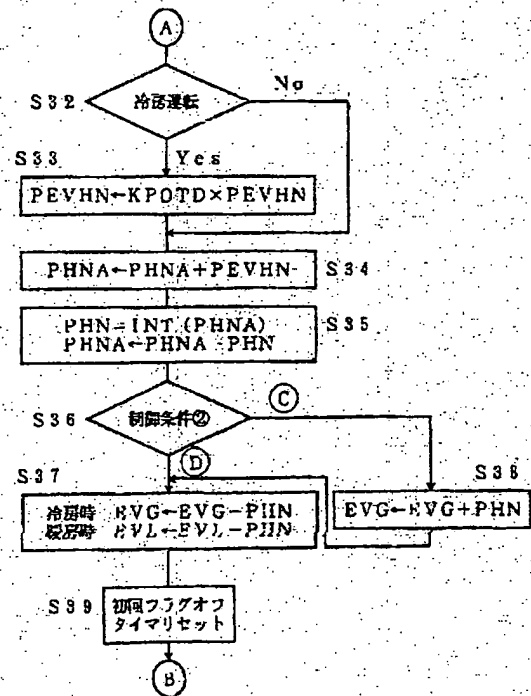 A
S32
冷房運転
No
Yes
S33
PEVHN←KPOTD×PEVHN
PHNA←PHNA+PEVHN
S34
PHN=INT(PHNA)
PHNA←PHNA-PHN
S35
S36
制御条件②
C
D
S37
冷房時 EVG←EVG-PHN
暖房時 EVL←EVL-PHN
S38
EVG←EVG+PHN
S39
初回フラグオフ
タイマリセット
B